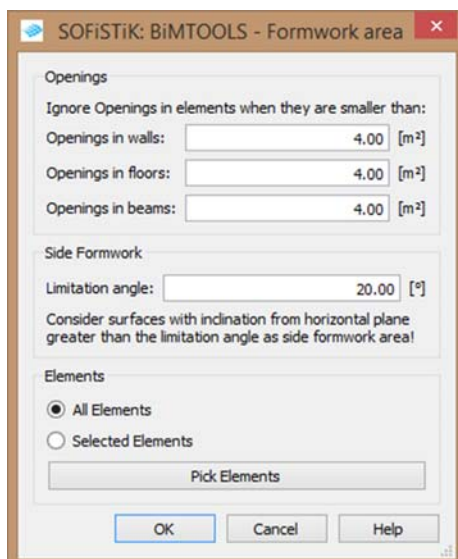 SOFiSTiK: BiMTOOLS - Formwork area
Openings
Ignore Openings in elements when they are smaller than:
Openings in walls: 4.00 [m²]
Openings in floors: 4.00 [m²]
Openings in beams: 4.00 [m²]
Side Formwork
Limitation angle: 20.00 [°]
Consider surfaces with inclination from horizontal plane
greater than the limitation angle as side formwork area!
Elements
All Elements
Selected Elements
Pick Elements
OK Cancel Help